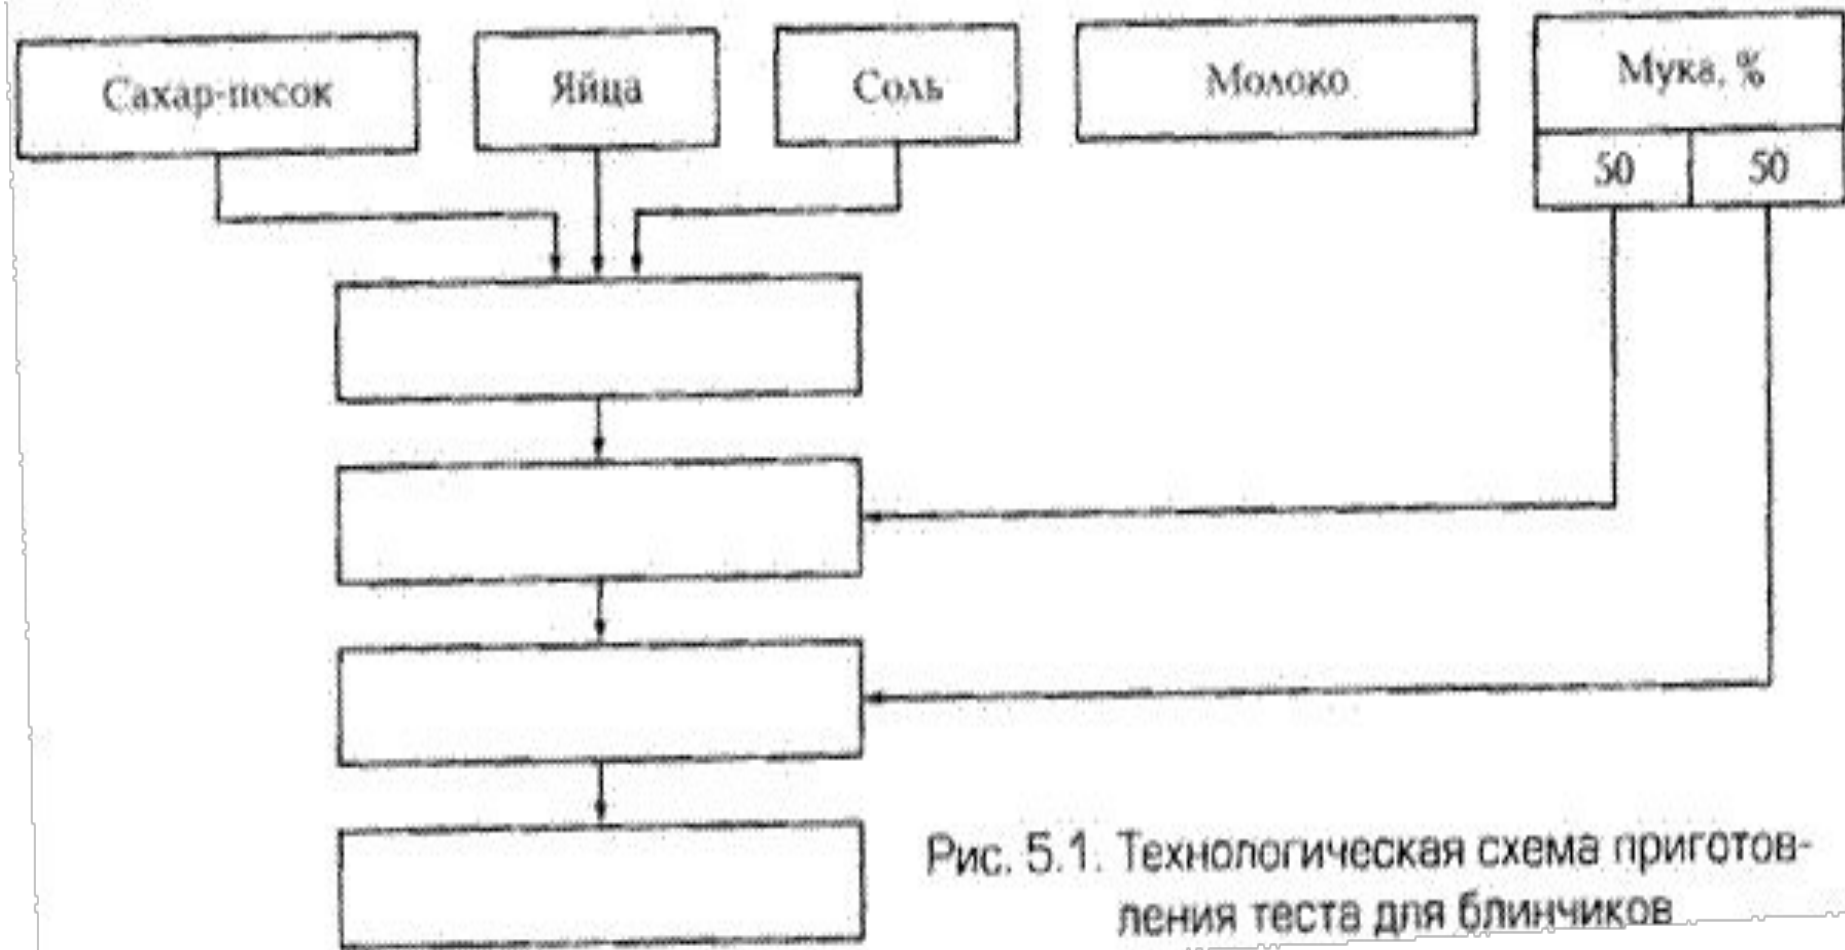 Сахар-песок
Яйца
Соль
Молоко
Мука, %
50
50
Рис. 5.1. Технологическая схема приготов-
ления теста для блинчиков